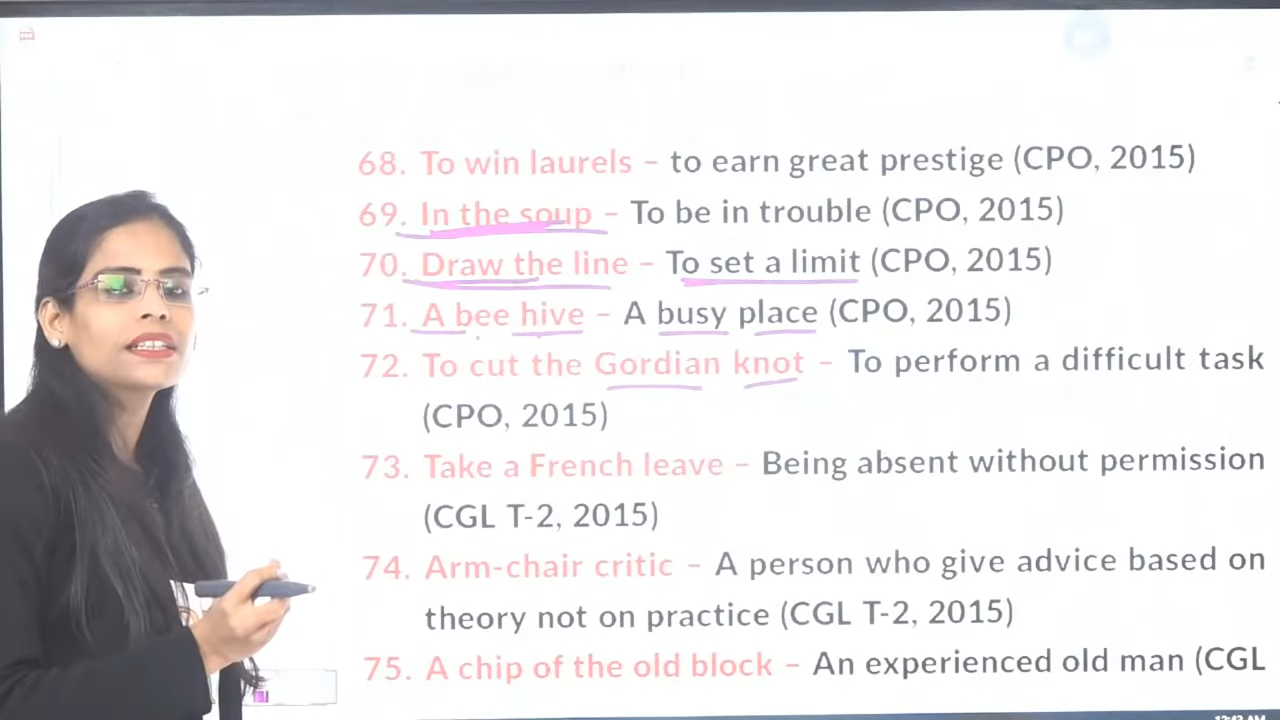 68. To win laurels – to earn great prestige (CPO, 2015)
69. In the soup – To be in trouble (CPO, 2015)
70. Draw the line – To set a limit (CPO, 2015)
71. A bee hive – A busy place (CPO, 2015)
72. To cut the Gordian knot – To perform a difficult task
(CPO, 2015)
73. Take a French leave – Being absent without permission
(CGL T-2, 2015)
74. Arm-chair critic – A person who give advice based on
theory not on practice (CGL T-2, 2015)
75. A chip of the old block – An experienced old man (CGL